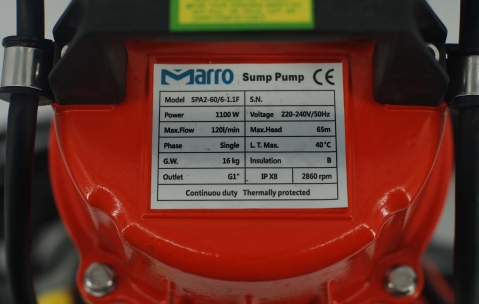 Marro Sump Pump CE
Model SPA2-60/6-1.1F S.N.
Power 1100 W Voltage 220-240V/50Hz
Max.Flow 120l/min Max.Head 65m
Phase Single L. T. Max. 40°C
G.W. 16 kg Insulation B
Outlet G1" IP X8 2860 rpm
Continuou duty Thermally protected